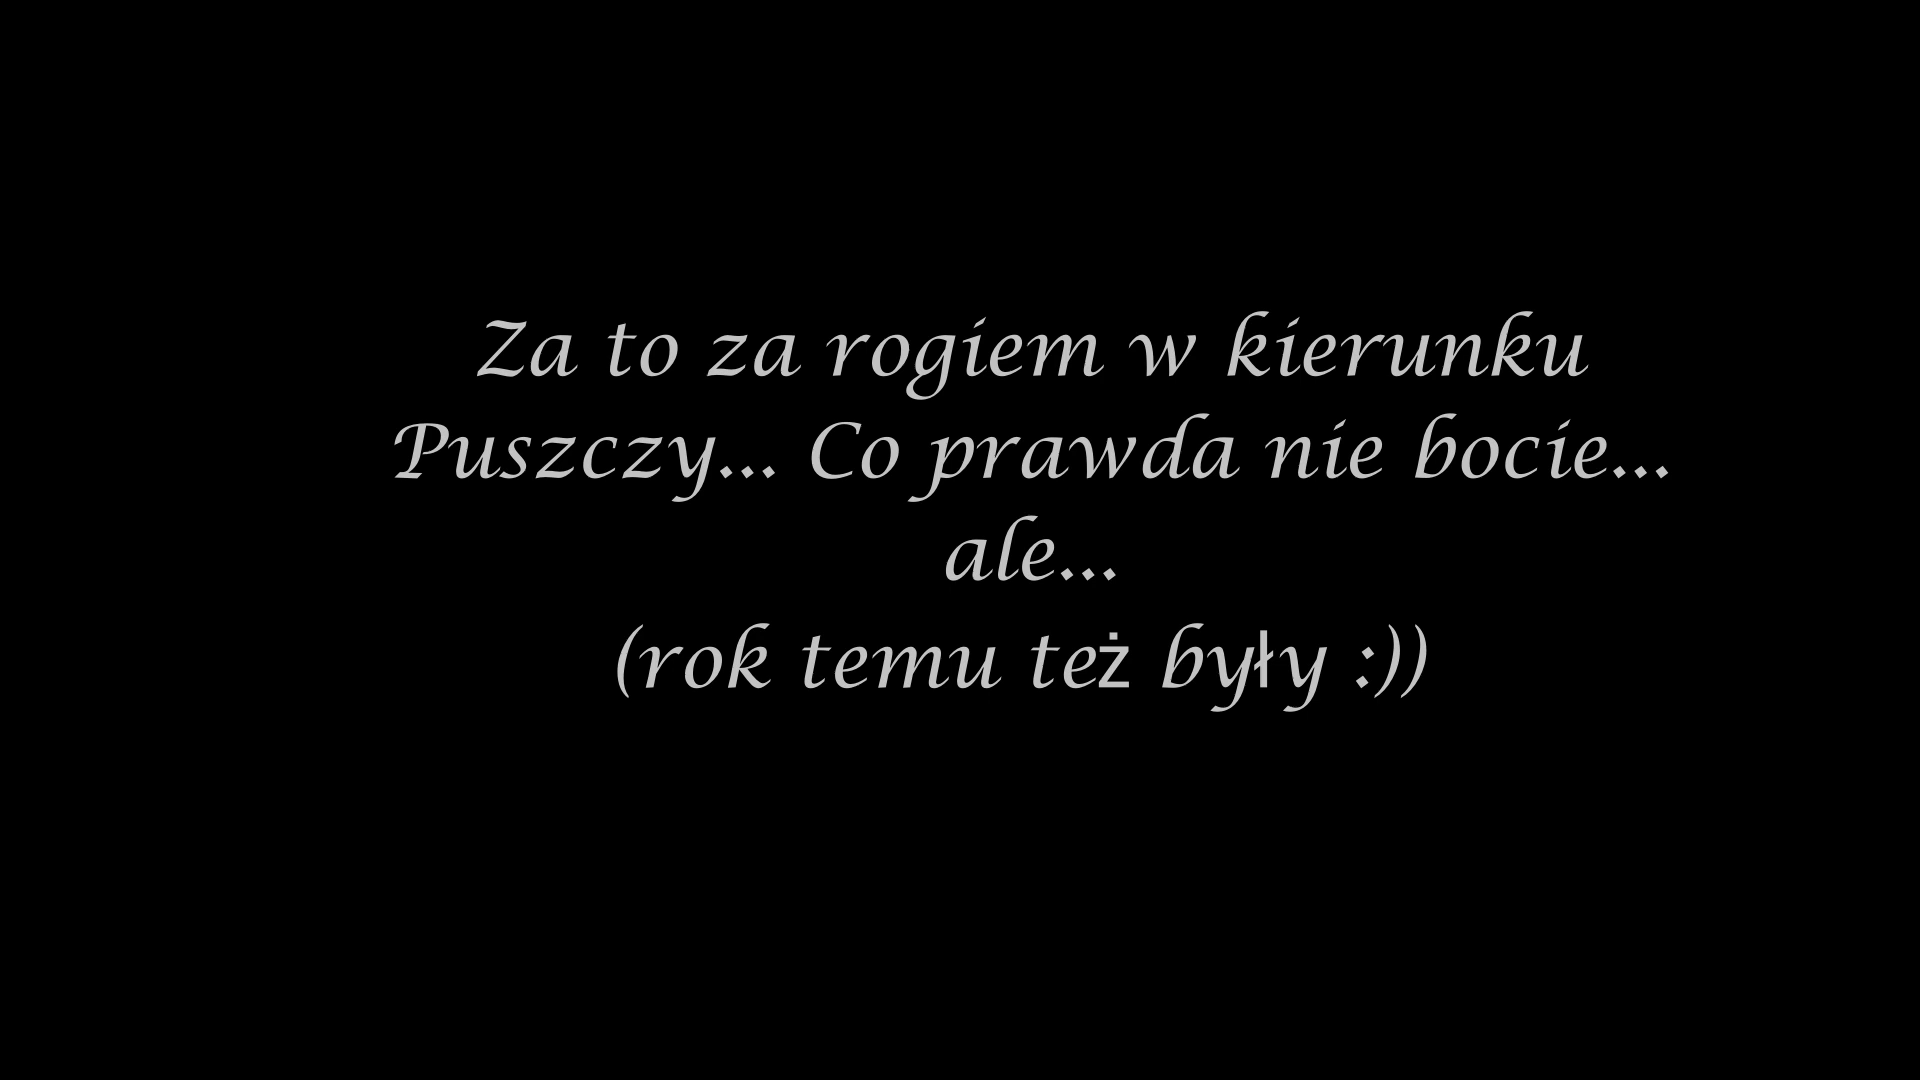 Za to za rogiem w kierunku
Puszczy... Co prawda nie bocie...
ale...
(rok temu też były :))